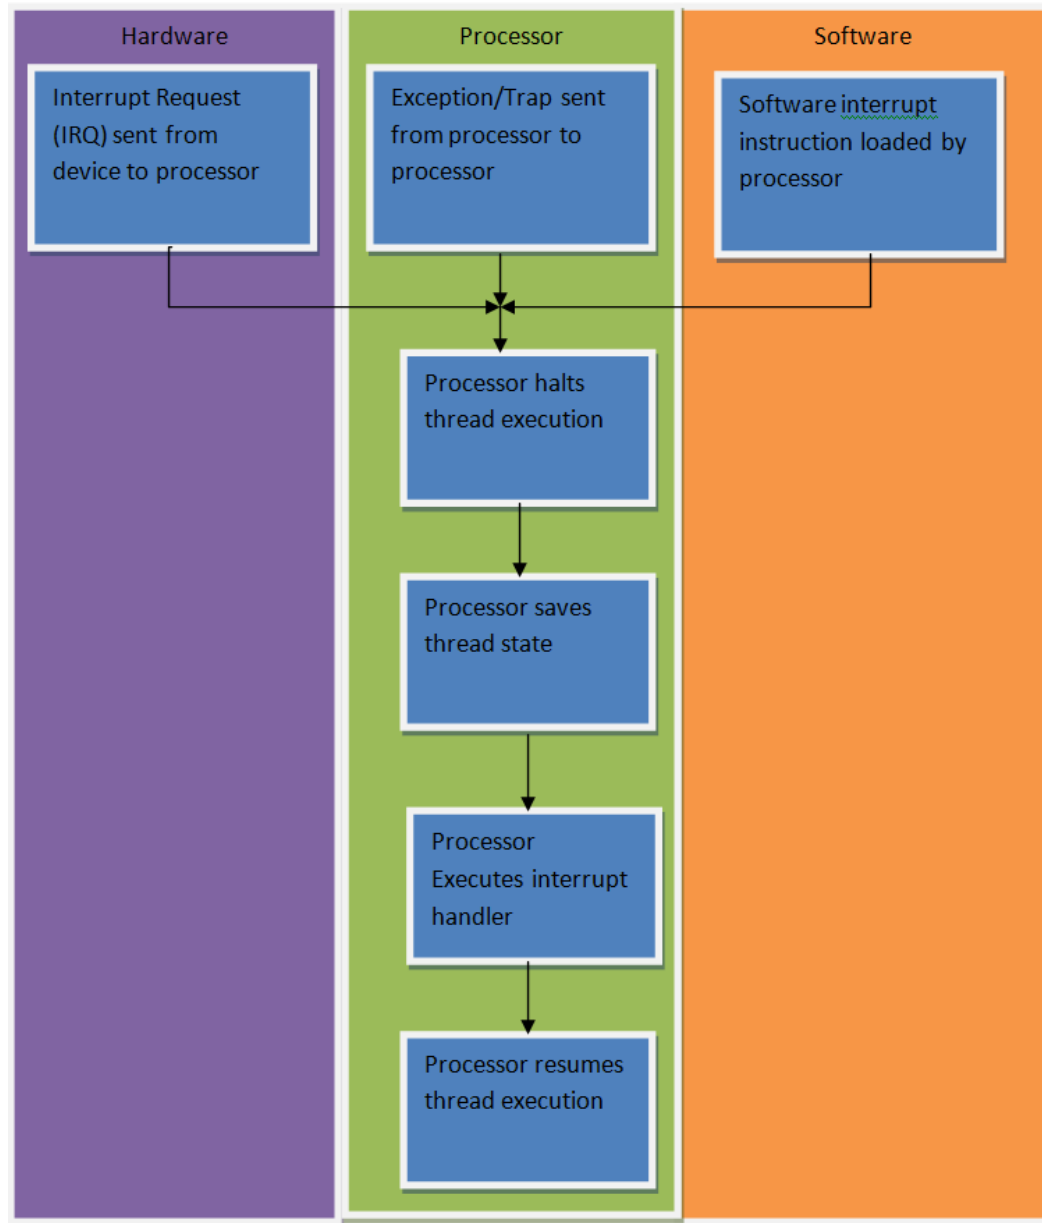 Hardware
Processor
Software
Interrupt Request
(IRQ) sent from
device to processor
Exception/Trap sent
from processor to
processor
Software interrupt
instruction loaded by
processor
Processor halts
thread execution
Processor saves
thread state
Processor
Executes interrupt
handler
Processor resumes
thread execution